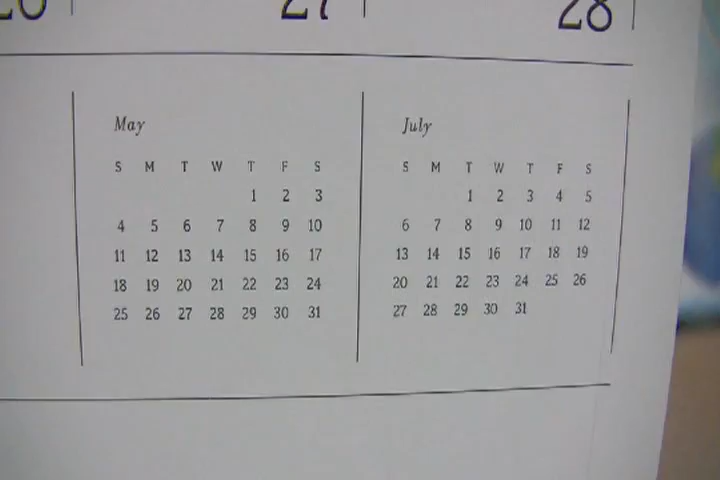 27
28
May
S M T W T F S
1 2 3
4 5 6 7 8 9 10
11 12 13 14 15 16 17
18 19 20 21 22 23 24
25 26 27 28 29 30 31
July
S M T W T F S
1 2 3 4 5
6 7 8 9 10 11 12
13 14 15 16 17 18 19
20 21 22 23 24 25 26
27 28 29 30 31